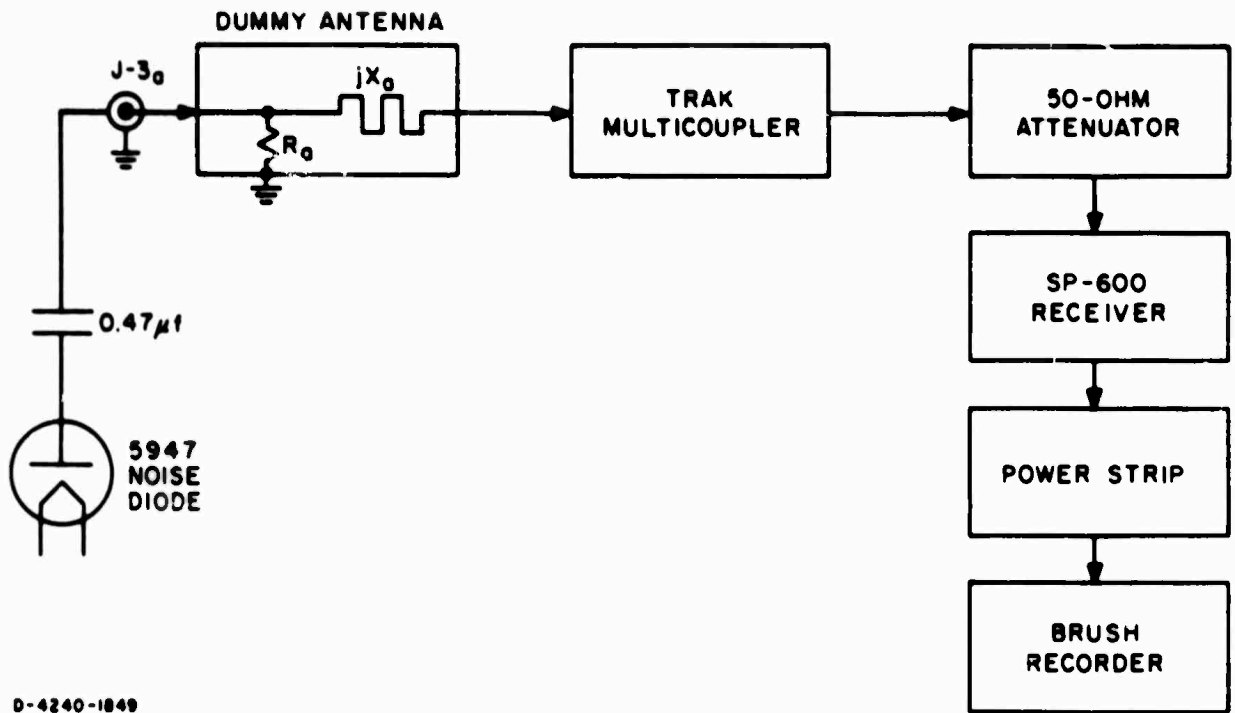 DUMMY ANTENNA
J-3a
jXa
Ra
TRAK
MULTICOUPLER
50-OHM
ATTENUATOR
SP-600
RECEIVER
0.47μf
5947
NOISE
DIODE
POWER STRIP
BRUSH
RECORDER
D-4240-1849